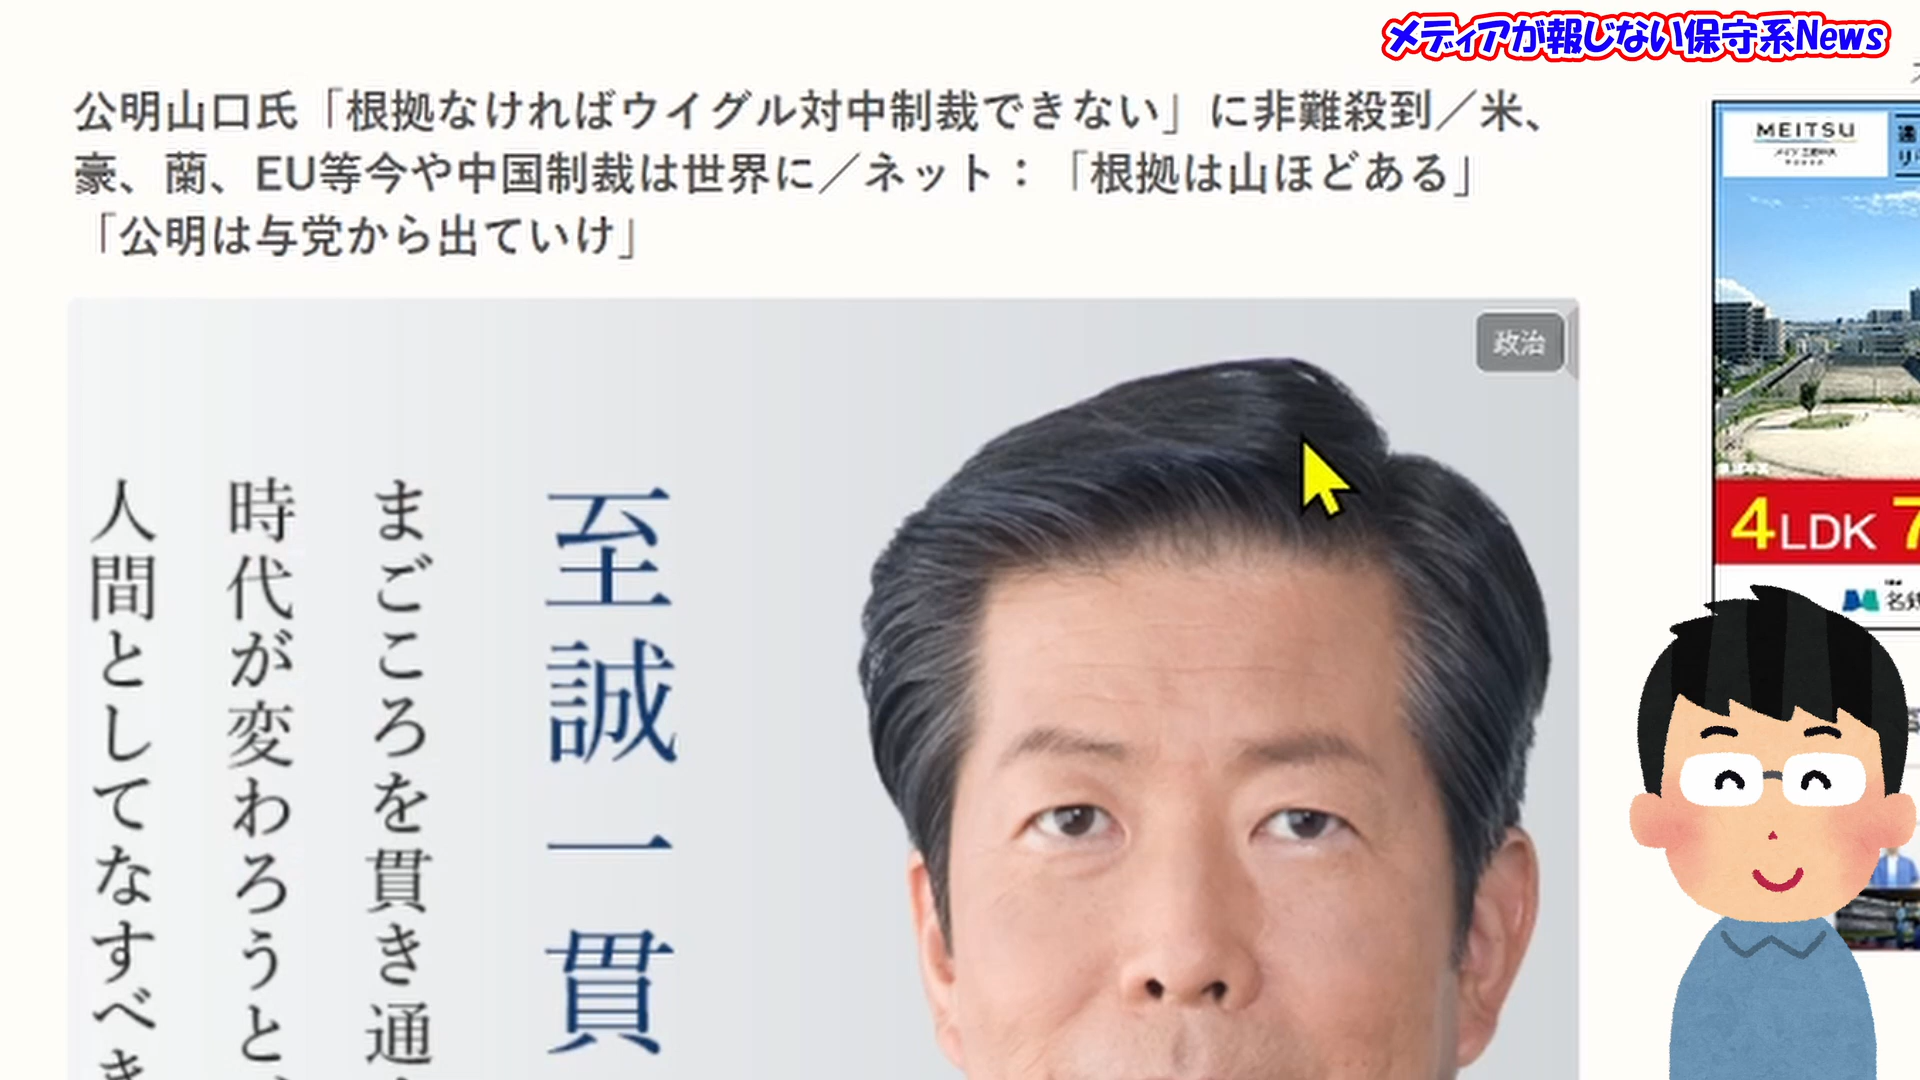 メディアが報じない保守系News
公明山口氏「根拠なければウイグル対中制裁できない」に非難殺到／米、
豪、蘭、EU等今や中国制裁は世界に／ネット：「根拠は山ほどある」
「公明は与党から出ていけ」
政治
至誠一貫
まごころを貫き通
時代が変わろうと
人間としてなすべき
MEITSU
4LDK 7